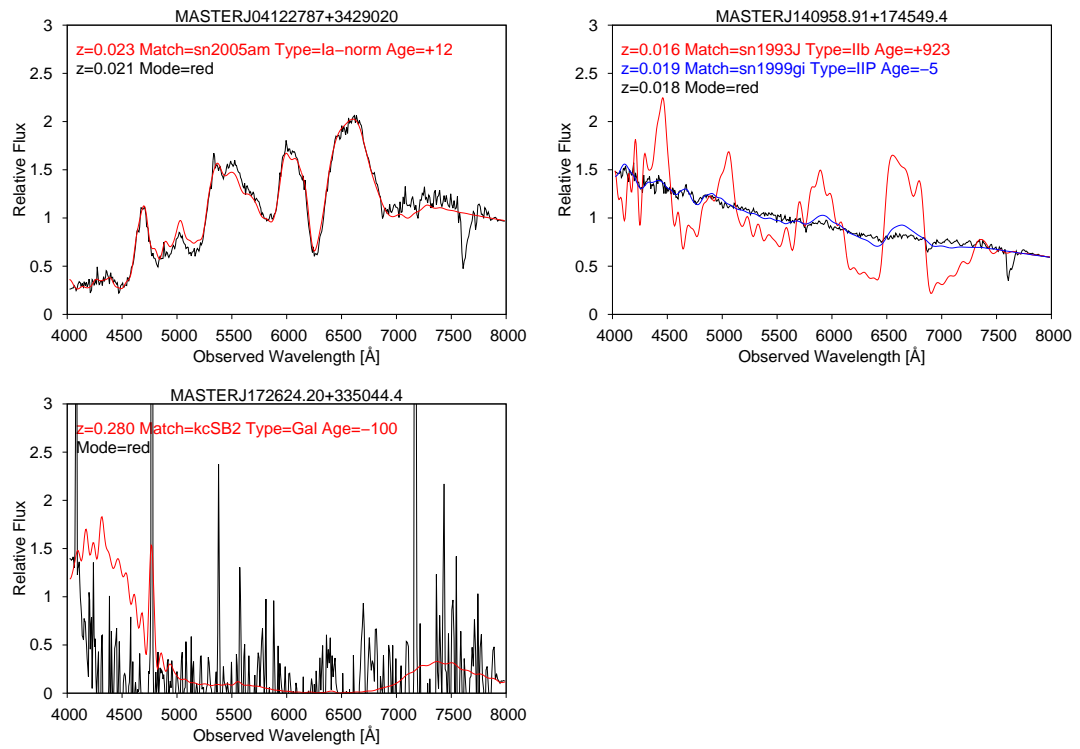 MASTERJ04122787+3429020
z=0.023 Match=sn2005am Type=Ia−norm Age=+12
z=0.021 Mode=red
Relative Flux
3
2.5
2
1.5
1
0.5
0
4000 4500 5000 5500 6000 6500 7000 7500 8000
Observed Wavelength [Å]
MASTERJ140958.91+174549.4
z=0.016 Match=sn1993J Type=IIb Age=+923
z=0.019 Match=sn1999gi Type=IIP Age=−5
z=0.018 Mode=red
Relative Flux
3
2.5
2
1.5
1
0.5
0
4000 4500 5000 5500 6000 6500 7000 7500 8000
Observed Wavelength [Å]
MASTERJ172624.20+335044.4
z=0.280 Match=kcSB2 Type=Gal Age=−100
Mode=red
Relative Flux
3
2.5
2
1.5
1
0.5
0
4000 4500 5000 5500 6000 6500 7000 7500 8000
Observed Wavelength [Å]